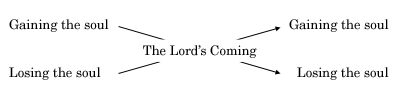 Gaining the soul Gaining the soul
The Lord's Coming
Losing the soul Losing the soul